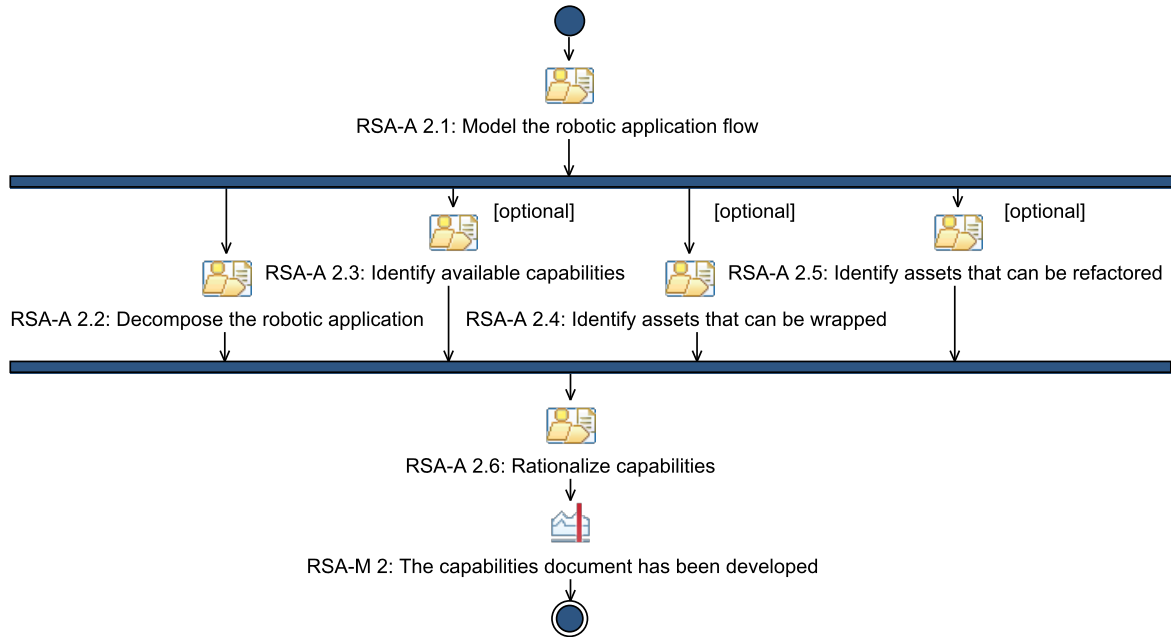 RSA-A 2.1: Model the robotic application flow
[optional]
[optional]
[optional]
RSA-A 2.3: Identify available capabilities
RSA-A 2.5: Identify assets that can be refactored
RSA-A 2.2: Decompose the robotic application
RSA-A 2.4: Identify assets that can be wrapped
RSA-A 2.6: Rationalize capabilities
RSA-M 2: The capabilities document has been developed